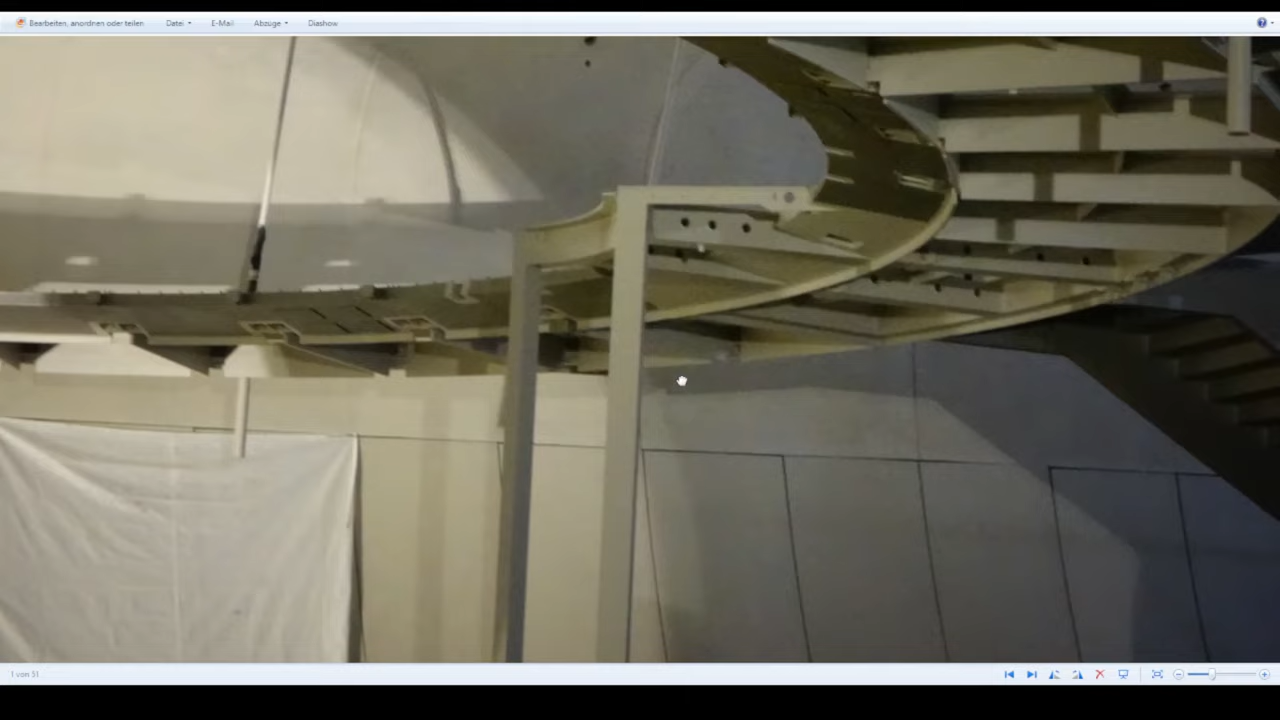 Bearbeiten, anordnen oder teilen Datei E-Mail Abzüge Diashow
1 von 51